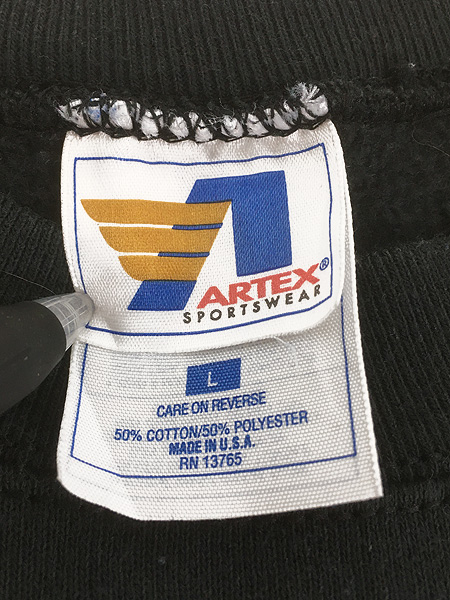 ARTEX®
SPORTSWEAR
L
CARE ON REVERSE
50% COTTON/50% POLYESTER
MADE IN U.S.A.
RN 13765